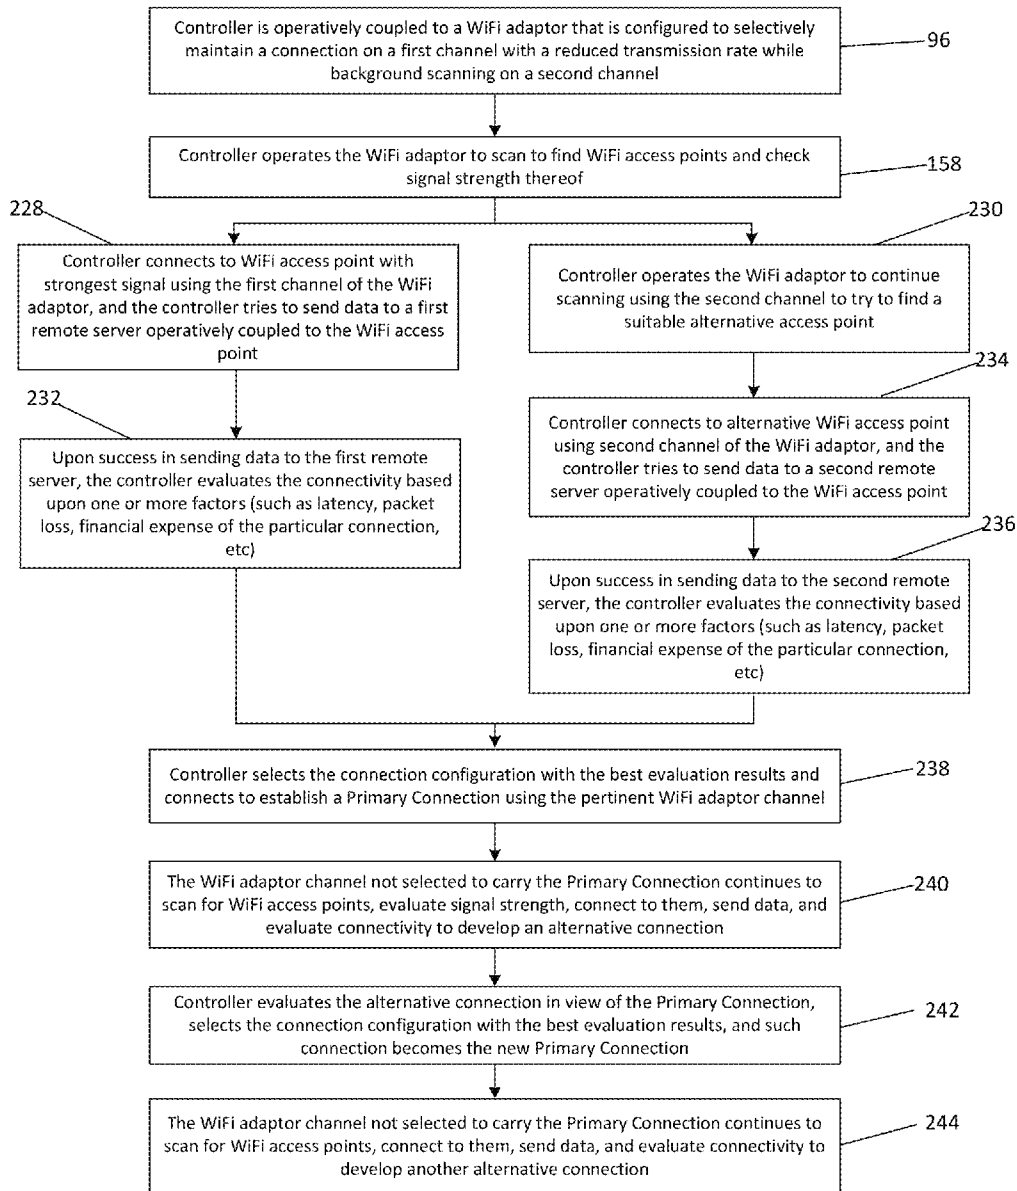 Controller is operatively coupled to a WiFi adaptor that is configured to selectively
maintain a connection on a first channel with a reduced transmission rate while
background scanning on a second channel
96
Controller operates the WiFi adaptor to scan to find WiFi access points and check
signal strength thereof
158
228
Controller connects to WiFi access point with
strongest signal using the first channel of the WiFi
adaptor, and the controller tries to send data to a first
remote server operatively coupled to the WiFi access
point
230
Controller operates the WiFi adaptor to continue
scanning using the second channel to try to find a
suitable alternative access point
232
Upon success in sending data to the first remote
server, the controller evaluates the connectivity based
upon one or more factors (such as latency, packet
loss, financial expense of the particular connection,
etc)
234
Controller connects to alternative WiFi access point
using second channel of the WiFi adaptor, and the
controller tries to send data to a second remote
server operatively coupled to the WiFi access point
236
Upon success in sending data to the second remote
server, the controller evaluates the connectivity based
upon one or more factors (such as latency, packet
loss, financial expense of the particular connection,
etc)
Controller selects the connection configuration with the best evaluation results and
connects to establish a Primary Connection using the pertinent WiFi adaptor channel
238
The WiFi adaptor channel not selected to carry the Primary Connection continues to
scan for WiFi access points, evaluate signal strength, connect to them, send data, and
evaluate connectivity to develop an alternative connection
240
Controller evaluates the alternative connection in view of the Primary Connection,
selects the connection configuration with the best evaluation results, and such
connection becomes the new Primary Connection
242
The WiFi adaptor channel not selected to carry the Primary Connection continues to
scan for WiFi access points, connect to them, send data, and evaluate connectivity to
develop another alternative connection
244